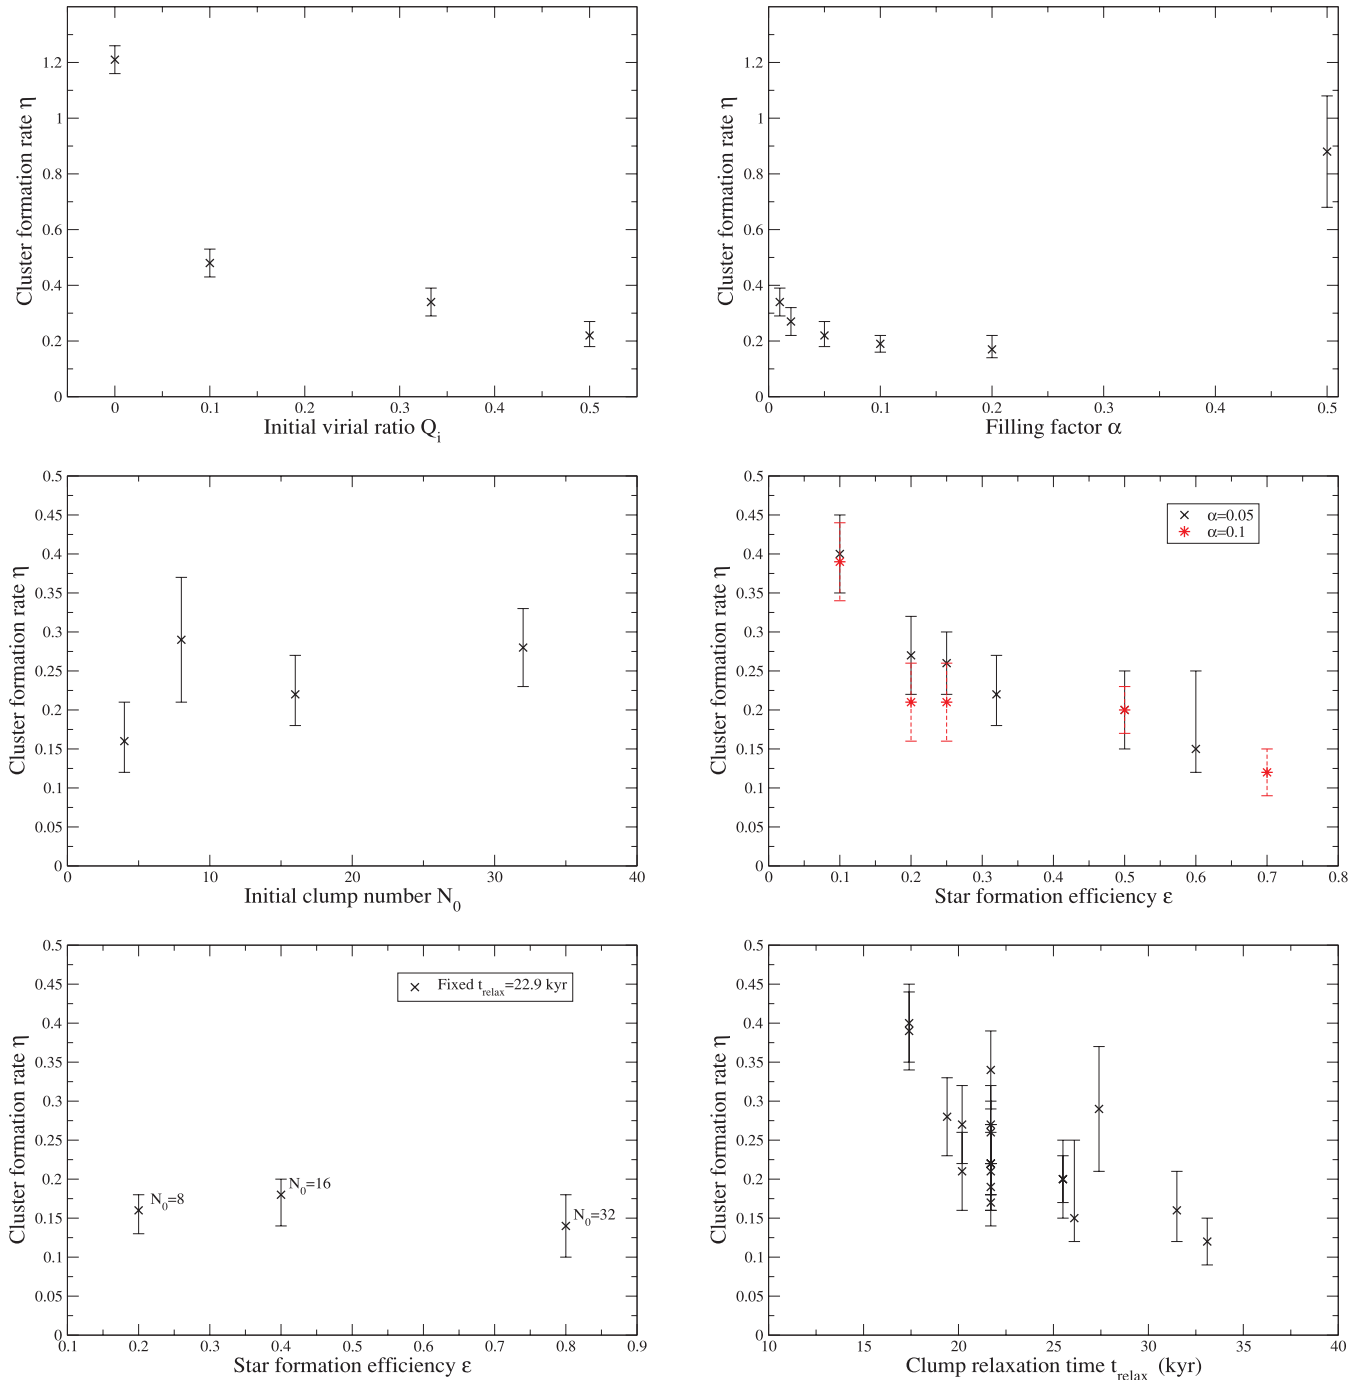 1.2
1
0.8
0.6
0.4
0.2
0
Cluster formation rate η
0 0.1 0.2 0.3 0.4 0.5
Initial virial ratio Q_i
1.2
1
0.8
0.6
0.4
0.2
0
Cluster formation rate η
0 0.1 0.2 0.3 0.4 0.5
Filling factor α
0.5
0.45
0.4
0.35
0.3
0.25
0.2
0.15
0.1
0.05
0
Cluster formation rate η
0 10 20 30 40
Initial clump number N_0
0.5
0.45
0.4
0.35
0.3
0.25
0.2
0.15
0.1
0.05
0
Cluster formation rate η
α=0.05
α=0.1
0 0.1 0.2 0.3 0.4 0.5 0.6 0.7 0.8
Star formation efficiency ε
0.5
0.45
0.4
0.35
0.3
0.25
0.2
0.15
0.1
0.05
0
Cluster formation rate η
Fixed t_relax=22.9 kyr
N_0=8
N_0=16
N_0=32
0.1 0.2 0.3 0.4 0.5 0.6 0.7 0.8 0.9
Star formation efficiency ε
0.5
0.45
0.4
0.35
0.3
0.25
0.2
0.15
0.1
0.05
0
Cluster formation rate η
10 15 20 25 30 35 40
Clump relaxation time t_relax (kyr)